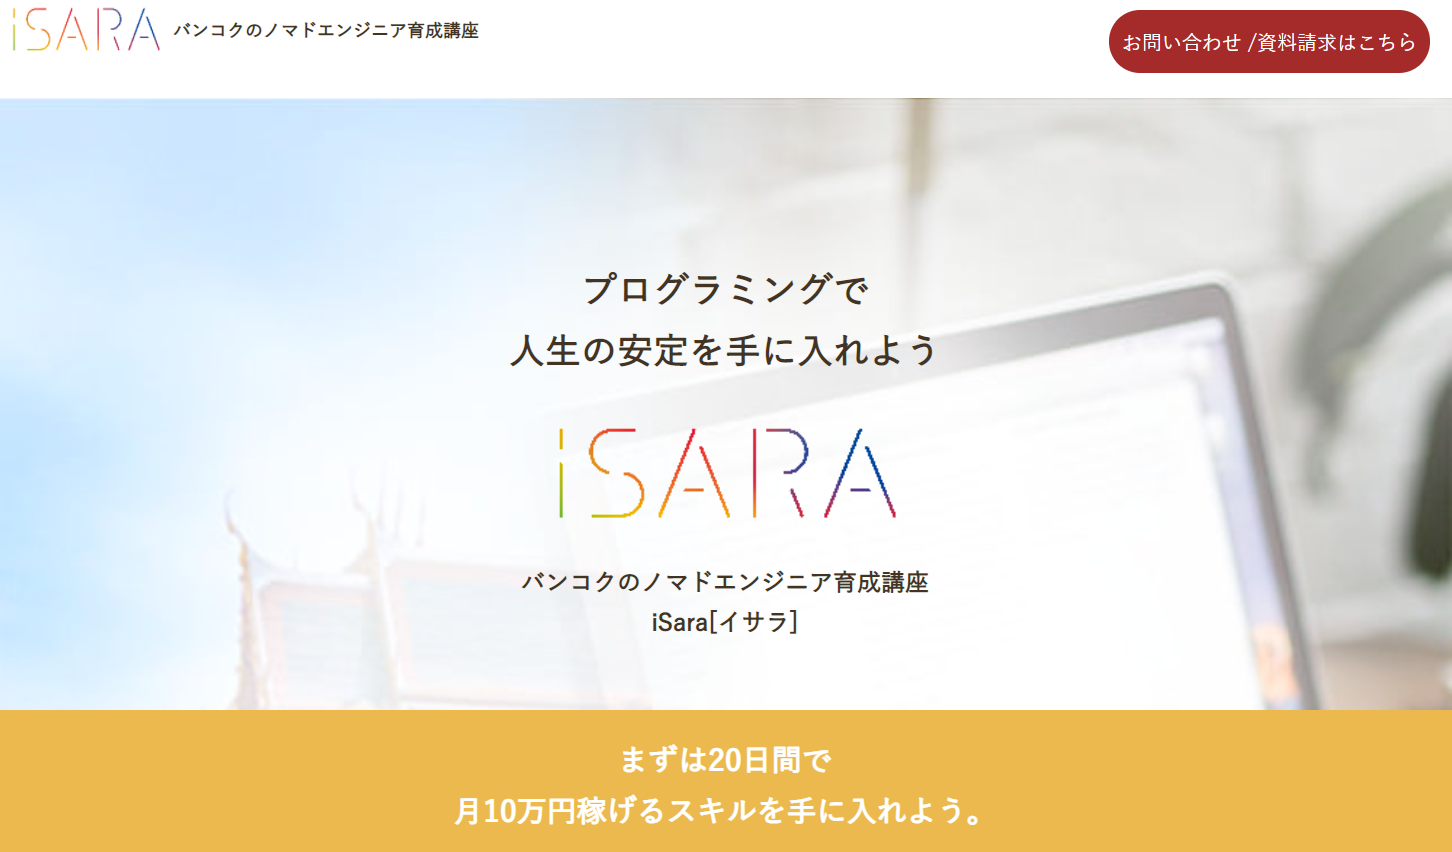 iSARA
バンコクのノマドエンジニア育成講座
お問い合わせ /資料請求はこちら
プログラミングで
人生の安定を手に入れよう
iSARA
バンコクのノマドエンジニア育成講座
iSara[イサラ]
まずは20日間で
月10万円稼げるスキルを手に入れよう。